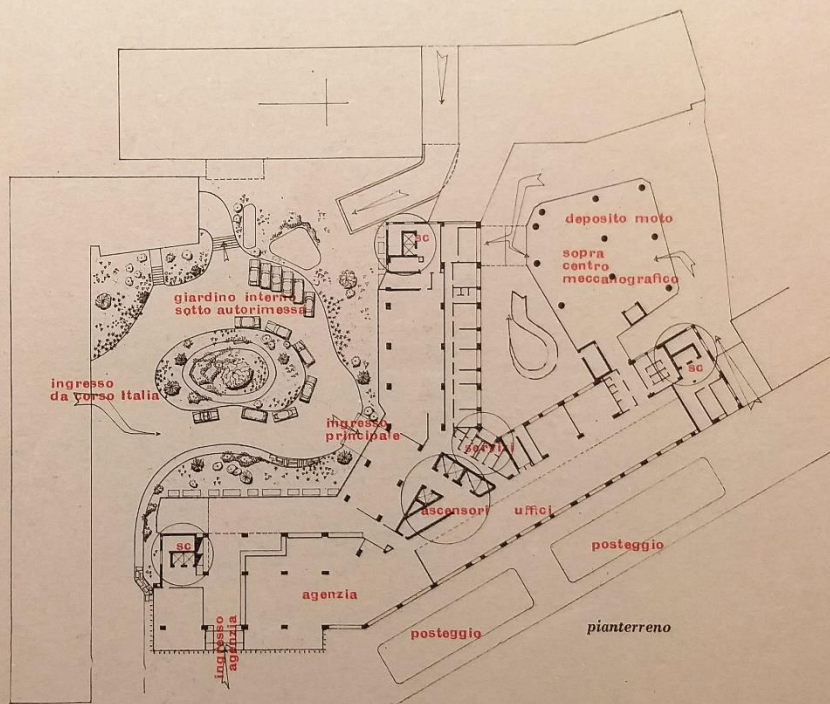 deposito moto
sc
sopra
centro
meccanografico
giardino interno
sotto autorimessa
sc
ingresso
da corso Italia
ingresso
principale
servizi
ascensori
uffici
sc
posteggio
agenzia
posteggio
pianterreno
ingresso
agenzia